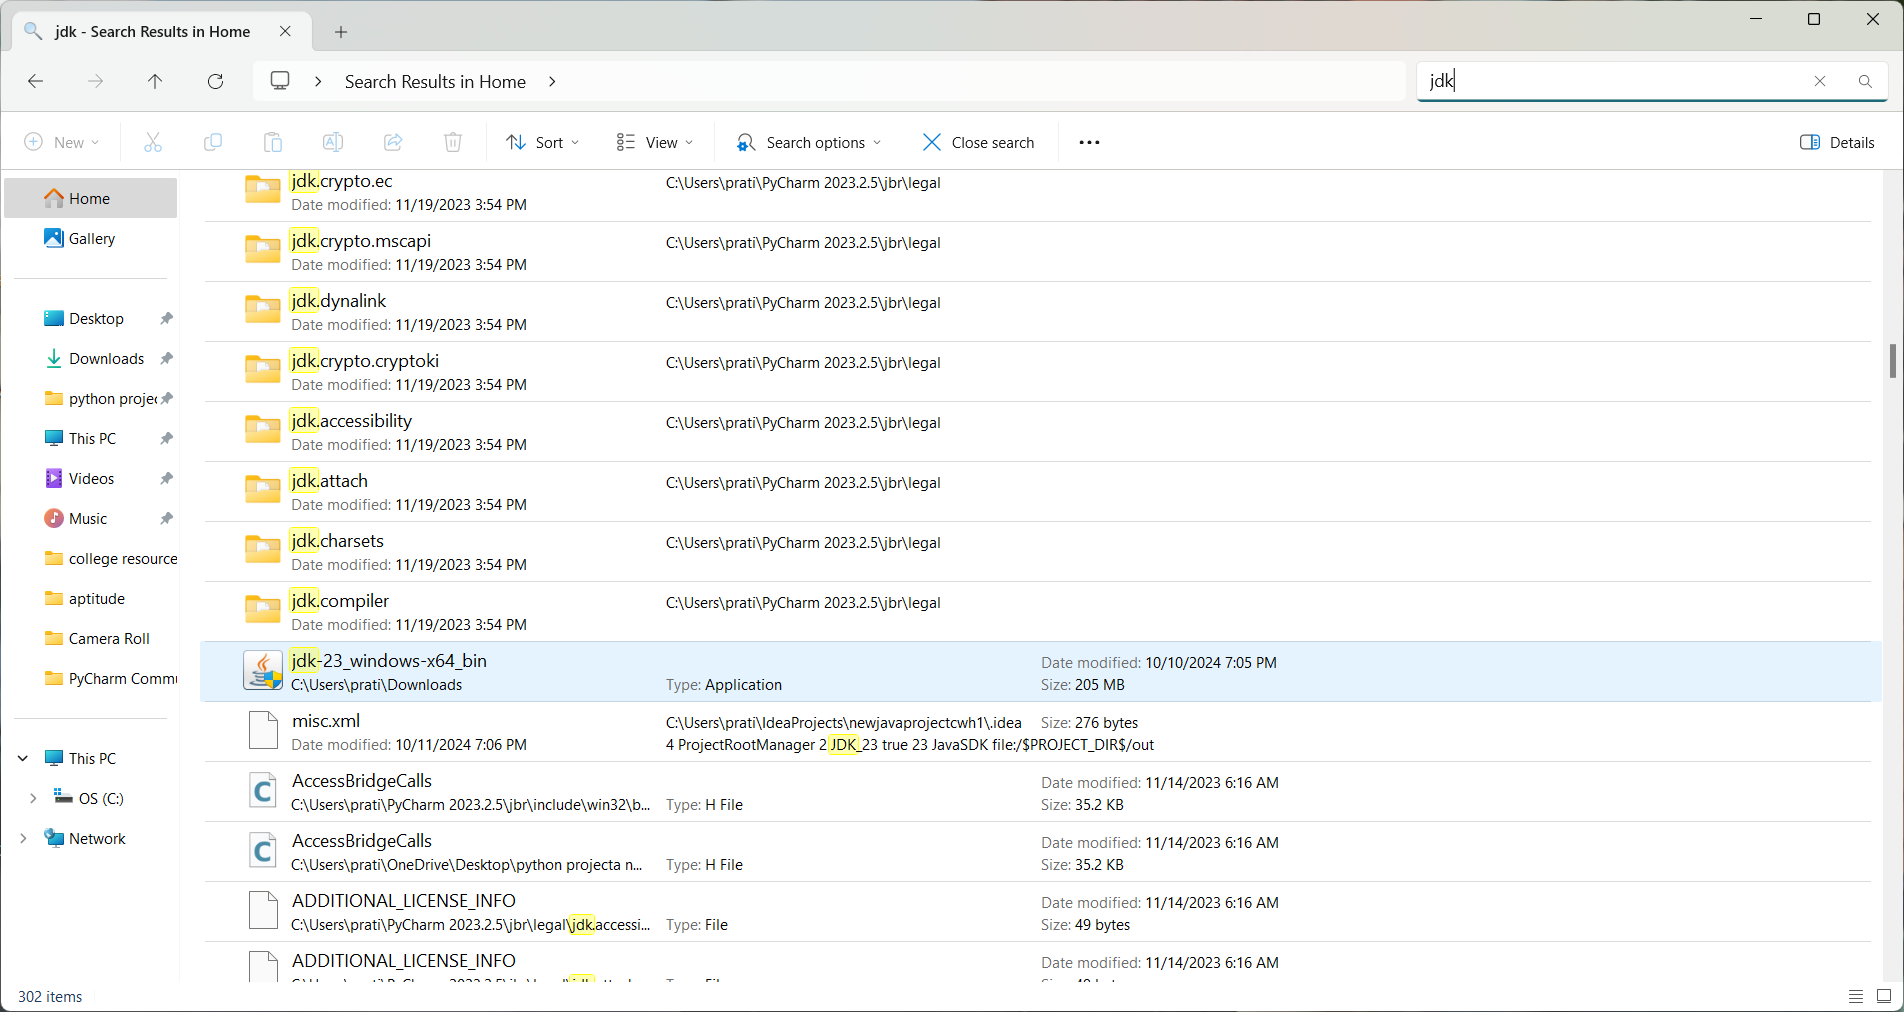 jdk - Search Results in Home
Search Results in Home
jdk
New
Sort
View
Search options
Close search
Details
Home
Gallery
Desktop
Downloads
python projec
This PC
Videos
Music
college resource
aptitude
Camera Roll
PyCharm Commu
This PC
OS (C:)
Network
jdk.crypto.ec C:\Users\prati\PyCharm 2023.2.5\jbr\legal
Date modified: 11/19/2023 3:54 PM
jdk.crypto.mscapi C:\Users\prati\PyCharm 2023.2.5\jbr\legal
Date modified: 11/19/2023 3:54 PM
jdk.dynalink C:\Users\prati\PyCharm 2023.2.5\jbr\legal
Date modified: 11/19/2023 3:54 PM
jdk.crypto.cryptoki C:\Users\prati\PyCharm 2023.2.5\jbr\legal
Date modified: 11/19/2023 3:54 PM
jdk.accessibility C:\Users\prati\PyCharm 2023.2.5\jbr\legal
Date modified: 11/19/2023 3:54 PM
jdk.attach C:\Users\prati\PyCharm 2023.2.5\jbr\legal
Date modified: 11/19/2023 3:54 PM
jdk.charsets C:\Users\prati\PyCharm 2023.2.5\jbr\legal
Date modified: 11/19/2023 3:54 PM
jdk.compiler C:\Users\prati\PyCharm 2023.2.5\jbr\legal
Date modified: 11/19/2023 3:54 PM
jdk-23_windows-x64_bin Date modified: 10/10/2024 7:05 PM
C:\Users\prati\Downloads Type: Application Size: 205 MB
misc.xml C:\Users\prati\IdeaProjects\newjavaprojectcwh1\.idea Size: 276 bytes
Date modified: 10/11/2024 7:06 PM 4 ProjectRootManager 2 JDK_23 true 23 JavaSDK file:/$PROJECT_DIR$/out
AccessBridgeCalls Date modified: 11/14/2023 6:16 AM
C:\Users\prati\PyCharm 2023.2.5\jbr\include\win32\b... Type: H File Size: 35.2 KB
AccessBridgeCalls Date modified: 11/14/2023 6:16 AM
C:\Users\prati\OneDrive\Desktop\python projecta n... Type: H File Size: 35.2 KB
ADDITIONAL_LICENSE_INFO Date modified: 11/14/2023 6:16 AM
C:\Users\prati\PyCharm 2023.2.5\jbr\legal\jdk.accessi... Type: File Size: 49 bytes
ADDITIONAL_LICENSE_INFO Date modified: 11/14/2023 6:16 AM
302 items